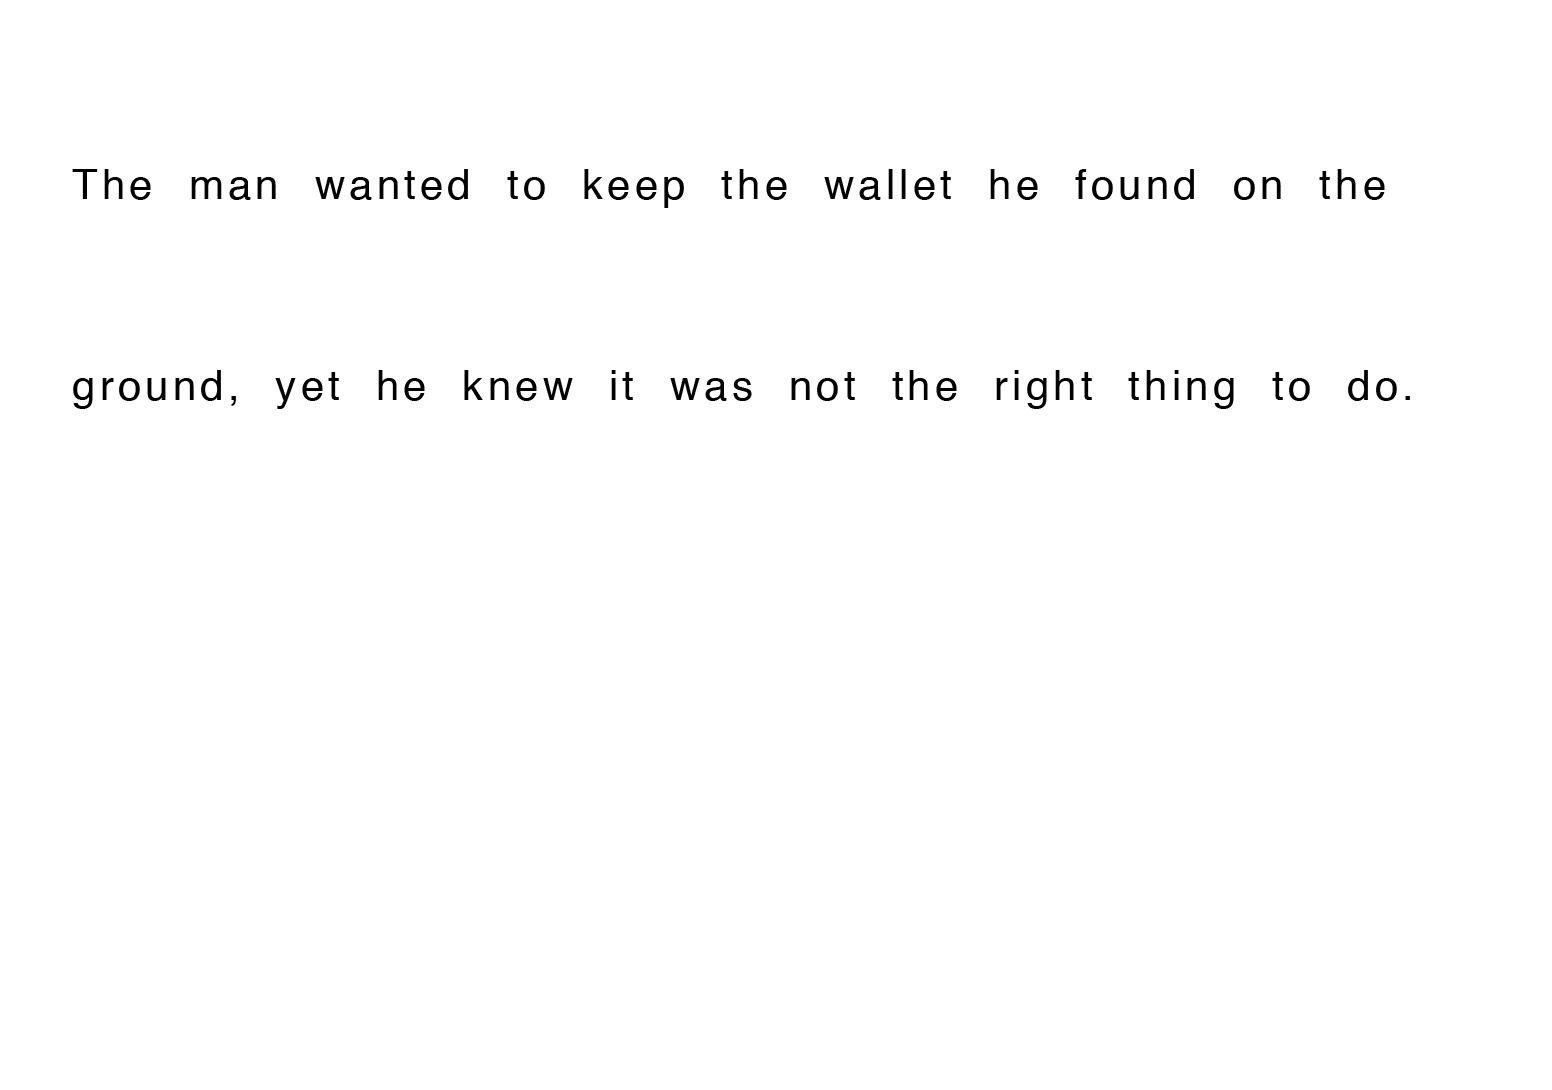 The man wanted to keep the wallet he found on the
ground, yet he knew it was not the right thing to do.